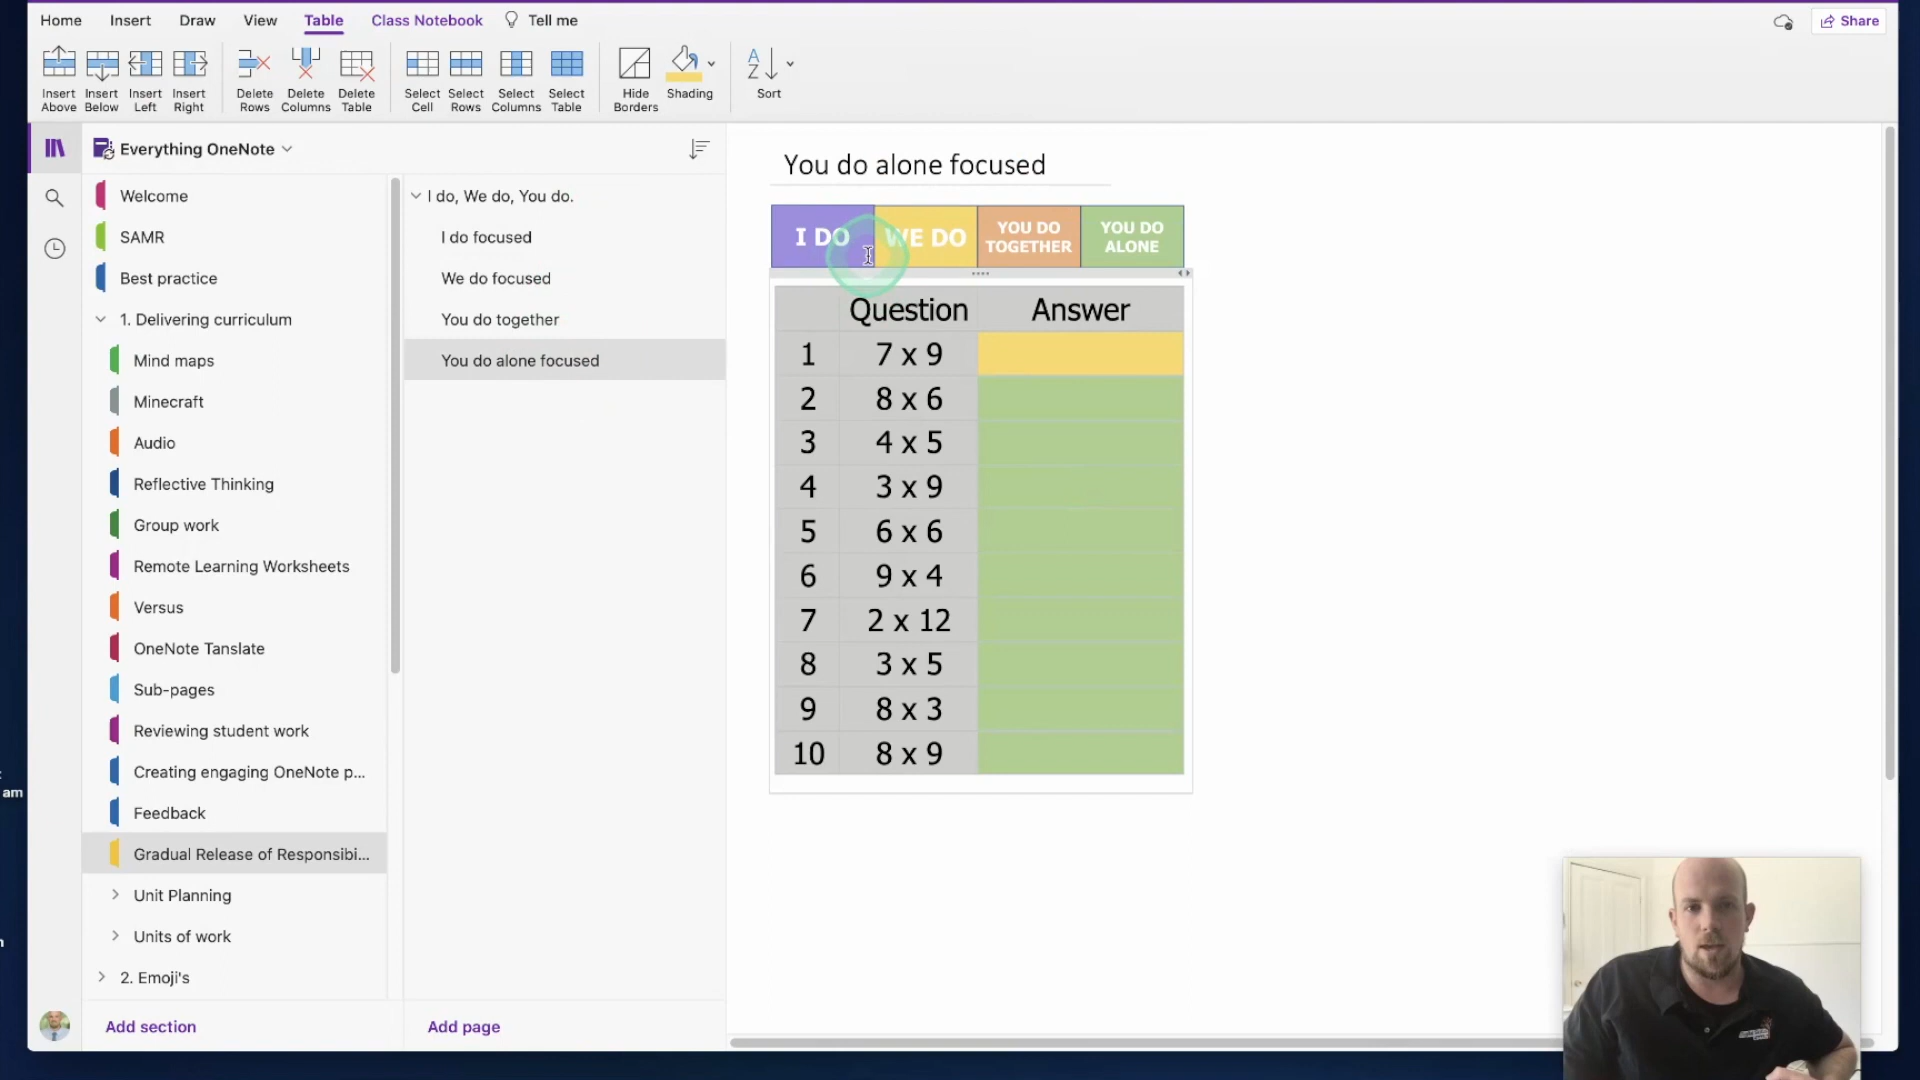 Home Insert Draw View Table Class Notebook Tell me
Share
Insert Above
Insert Below
Insert Left
Insert Right
Delete Rows
Delete Columns
Delete Table
Select Cell
Select Rows
Select Columns
Select Table
Hide Borders
Shading
A
Z
Sort
Everything OneNote
Welcome
SAMR
Best practice
1. Delivering curriculum
Mind maps
Minecraft
Audio
Reflective Thinking
Group work
Remote Learning Worksheets
Versus
OneNote Tanslate
Sub-pages
Reviewing student work
Creating engaging OneNote p...
Feedback
Gradual Release of Responsibi...
Unit Planning
Units of work
2. Emoji's
Add section
I do, We do, You do.
I do focused
We do focused
You do together
You do alone focused
Add page
You do alone focused
I DO
WE DO
YOU DO
TOGETHER
YOU DO
ALONE
Question Answer
1 7 x 9
2 8 x 6
3 4 x 5
4 3 x 9
5 6 x 6
6 9 x 4
7 2 x 12
8 3 x 5
9 8 x 3
10 8 x 9
am